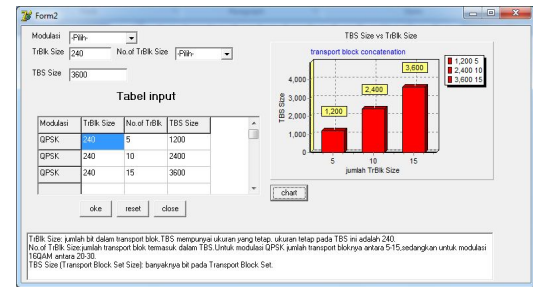 Form2
Modulasi -Pilih-
TrBlk Size 240 No.of TrBlk Size -Pilih-
TBS Size 3600
Tabel input
Modulasi TrBlk Size No.of TrBlk TBS Size
QPSK 240 5 1200
QPSK 240 10 2400
QPSK 240 15 3600
oke reset close
TBS Size vs TrBlk Size
transport block concatenation
1,200 5
2,400 10
3,600 15
3,600
2,400
1,200
4,000
3,000
2,000
1,000
0
TBS Size
5 10 15
jumlah TrBlk Size
chart
TrBlk Size: jumlah bit dalam transport blok.TBS mempunyai ukuran yang tetap. ukuran tetap pada TBS ini adalah 240.
No.of TrBlk Size:jumlah transport blok termasuk dalam TBS.Untuk modulasi QPSK jumlah transport bloknya antara 5-15,sedangkan untuk modulasi
16QAM antara 20-30.
TBS Size (Transport Block Set Size): banyaknya bit pada Transport Block Set.